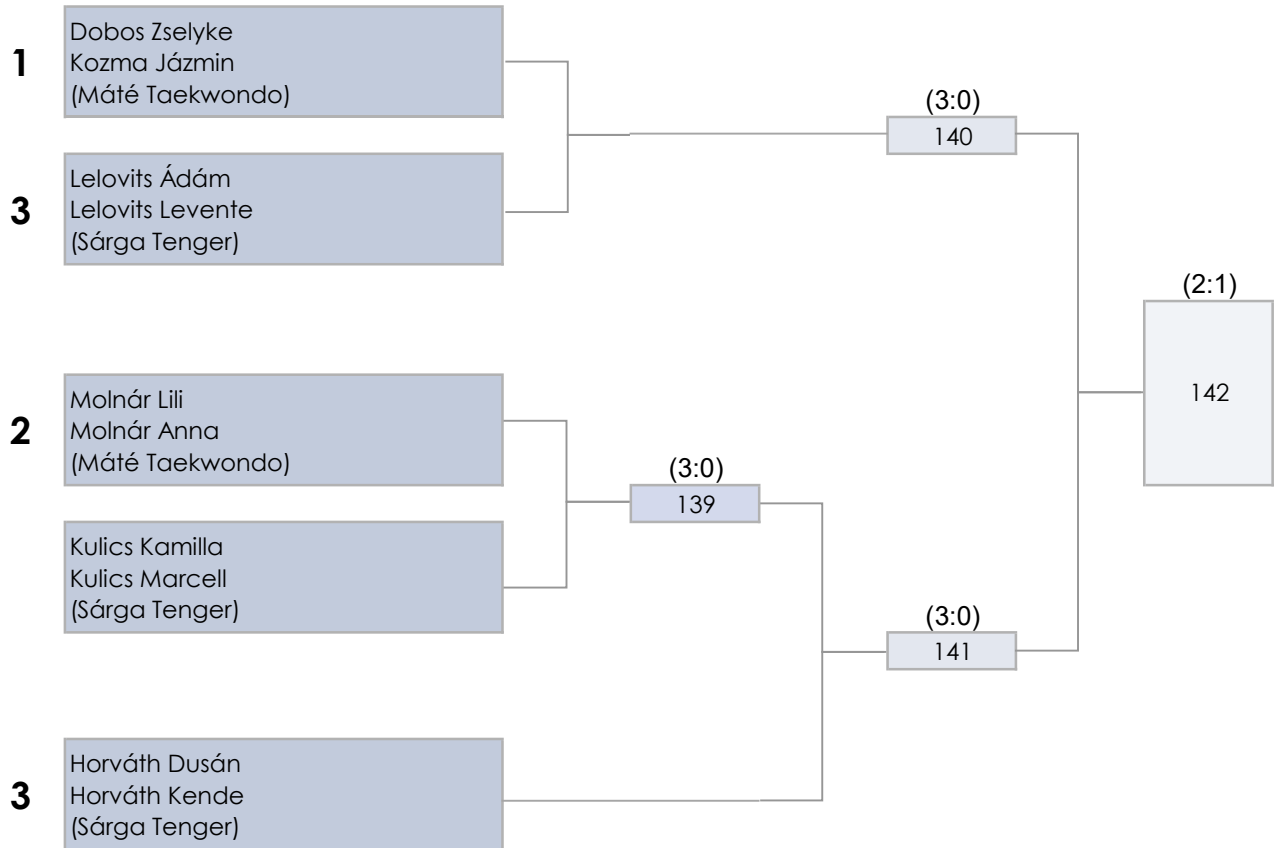 1
Dobos Zselyke
Kozma Jázmin
(Máté Taekwondo)
(3:0)
140
3
Lelovits Ádám
Lelovits Levente
(Sárga Tenger)
(2:1)
142
2
Molnár Lili
Molnár Anna
(Máté Taekwondo)
(3:0)
139
Kulics Kamilla
Kulics Marcell
(Sárga Tenger)
(3:0)
141
3
Horváth Dusán
Horváth Kende
(Sárga Tenger)